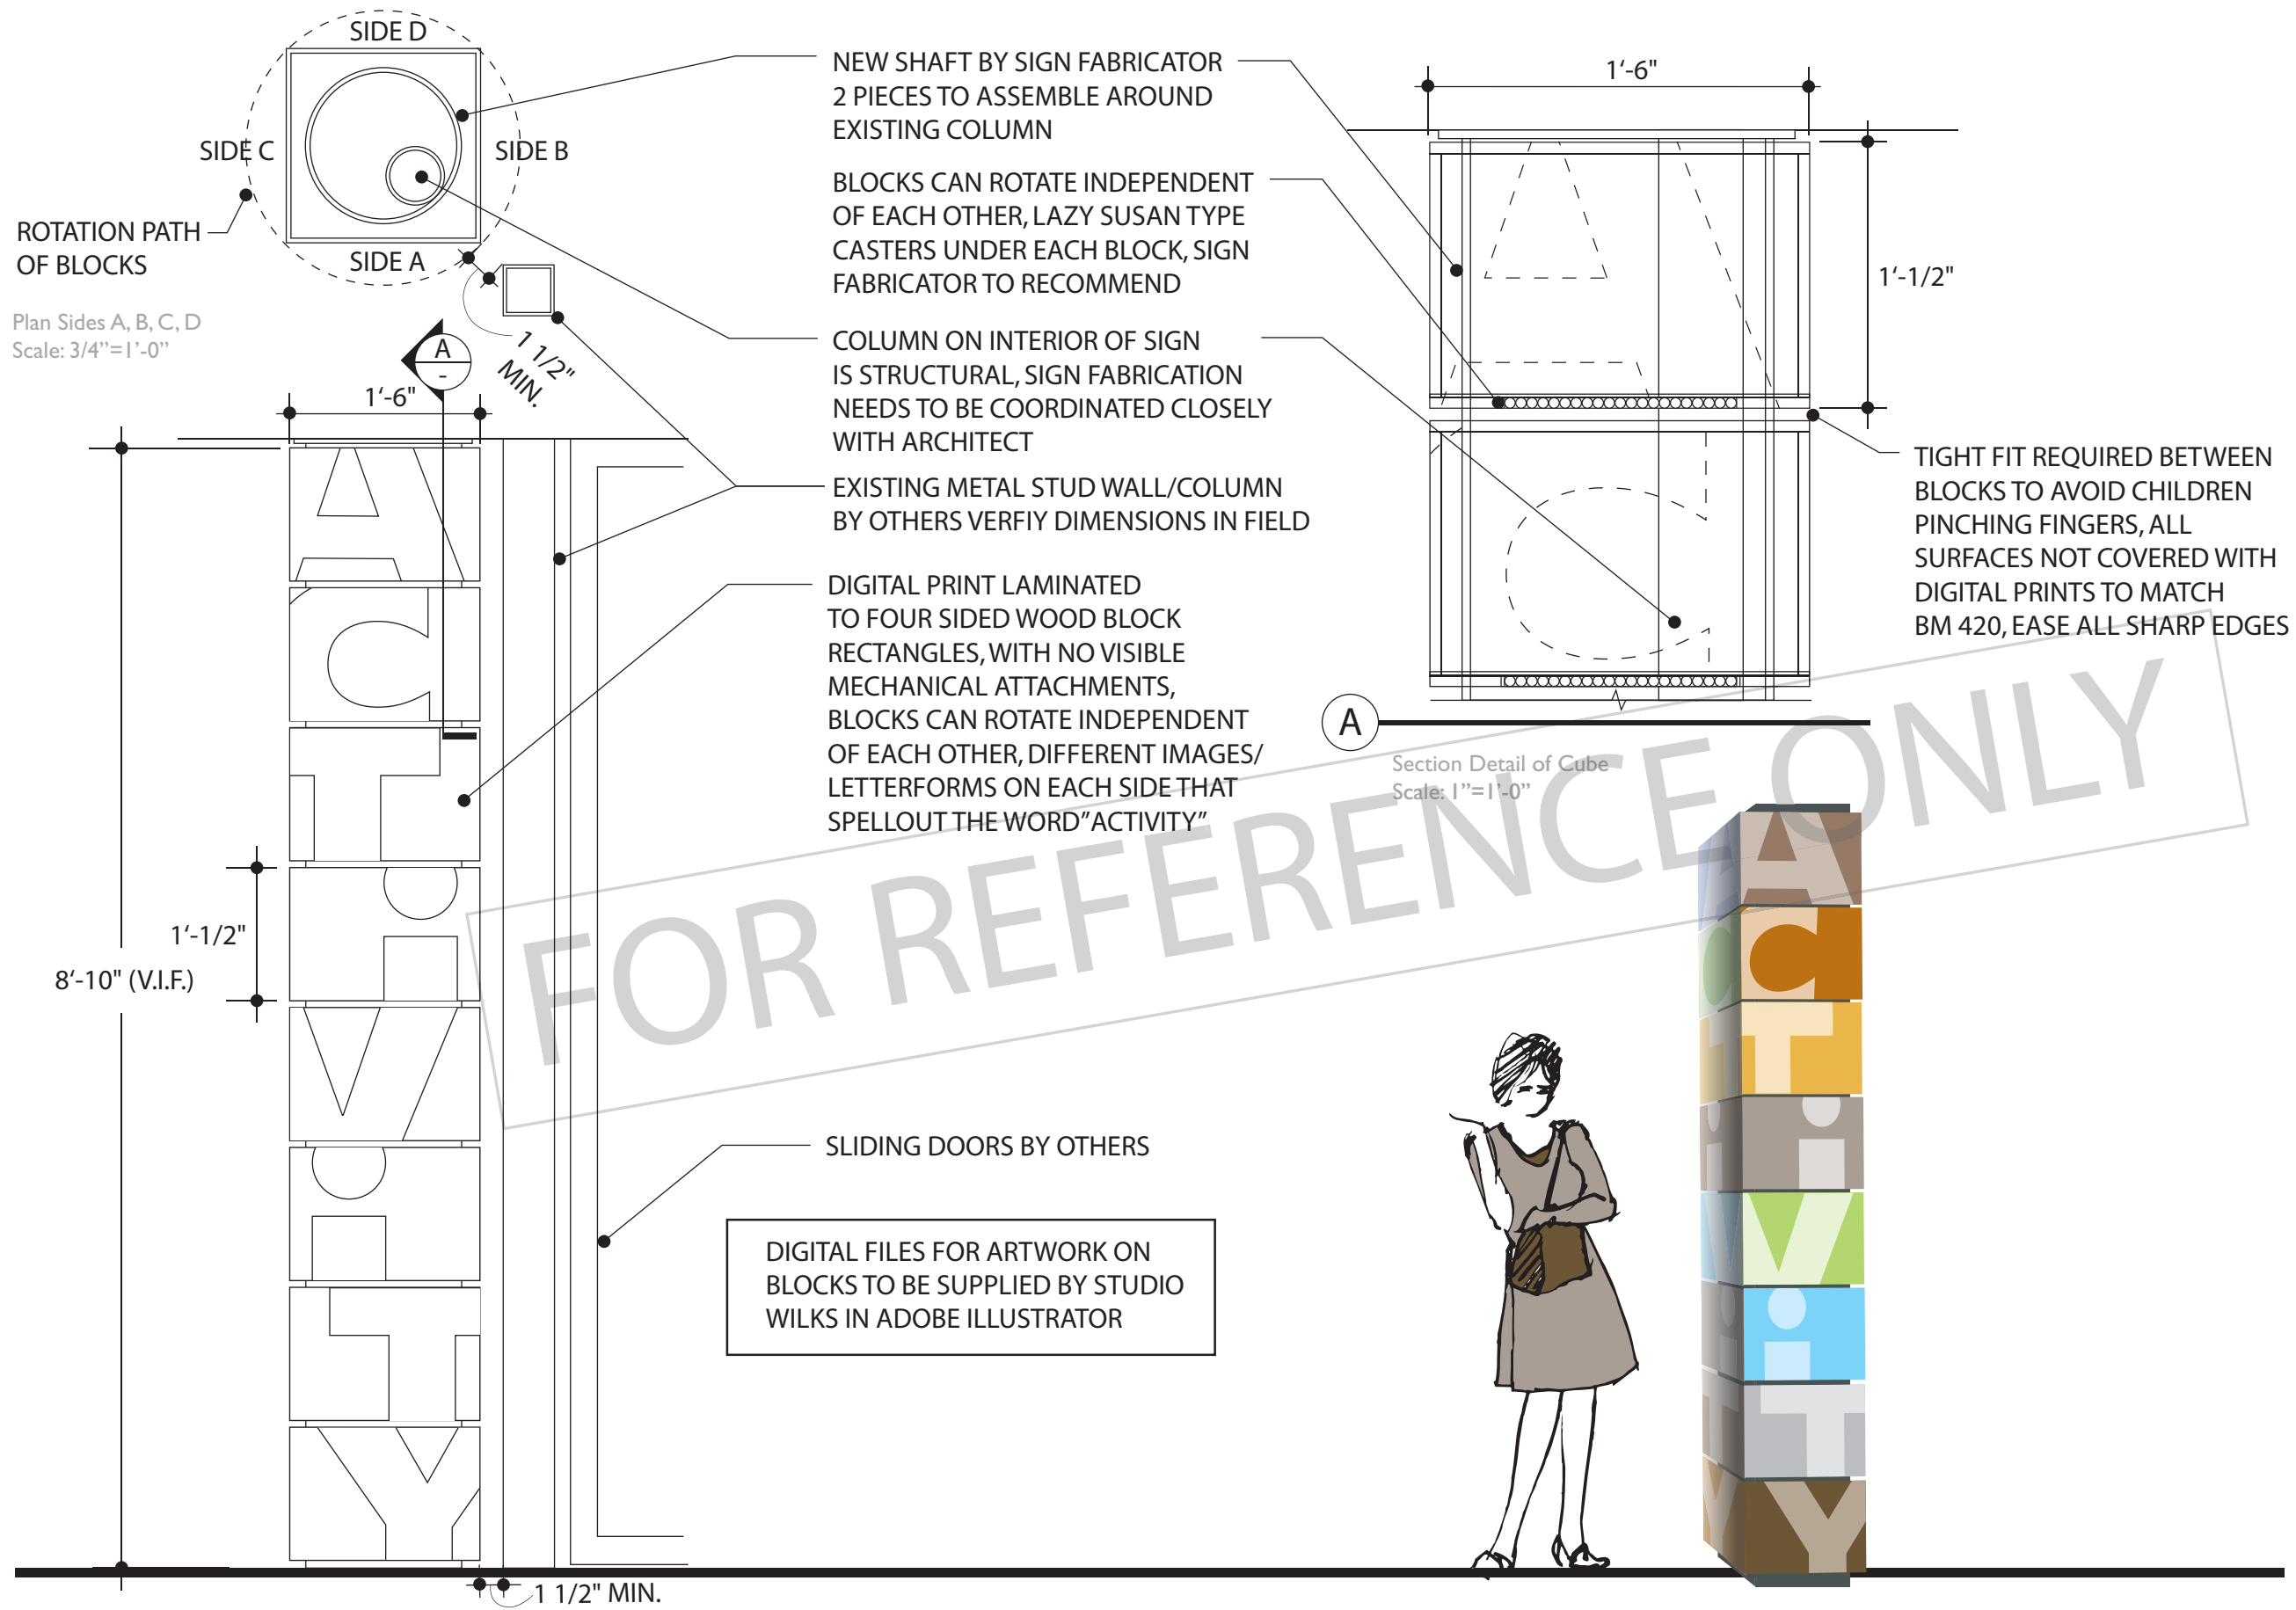 SIDE D
SIDE C
SIDE B
SIDE A
ROTATION PATH
OF BLOCKS
Plan Sides A, B, C, D
Scale: 3/4"=1'-0"
A
-
1 1/2"
MIN.
1'-6"
8'-10" (V.I.F.)
1'-1/2"
A
C
T
i
V
i
T
Y
1 1/2" MIN.
NEW SHAFT BY SIGN FABRICATOR
2 PIECES TO ASSEMBLE AROUND
EXISTING COLUMN
BLOCKS CAN ROTATE INDEPENDENT
OF EACH OTHER, LAZY SUSAN TYPE
CASTERS UNDER EACH BLOCK, SIGN
FABRICATOR TO RECOMMEND
COLUMN ON INTERIOR OF SIGN
IS STRUCTURAL, SIGN FABRICATION
NEEDS TO BE COORDINATED CLOSELY
WITH ARCHITECT
EXISTING METAL STUD WALL/COLUMN
BY OTHERS VERFIY DIMENSIONS IN FIELD
DIGITAL PRINT LAMINATED
TO FOUR SIDED WOOD BLOCK
RECTANGLES, WITH NO VISIBLE
MECHANICAL ATTACHMENTS,
BLOCKS CAN ROTATE INDEPENDENT
OF EACH OTHER, DIFFERENT IMAGES/
LETTERFORMS ON EACH SIDE THAT
SPELLOUT THE WORD"ACTIVITY"
SLIDING DOORS BY OTHERS
DIGITAL FILES FOR ARTWORK ON
BLOCKS TO BE SUPPLIED BY STUDIO
WILKS IN ADOBE ILLUSTRATOR
1'-6"
1'-1/2"
A
C
TIGHT FIT REQUIRED BETWEEN
BLOCKS TO AVOID CHILDREN
PINCHING FINGERS, ALL
SURFACES NOT COVERED WITH
DIGITAL PRINTS TO MATCH
BM 420, EASE ALL SHARP EDGES
A
Section Detail of Cube
Scale: 1"=1'-0"
FOR REFERENCE ONLY
A
C
T
i
V
i
T
Y